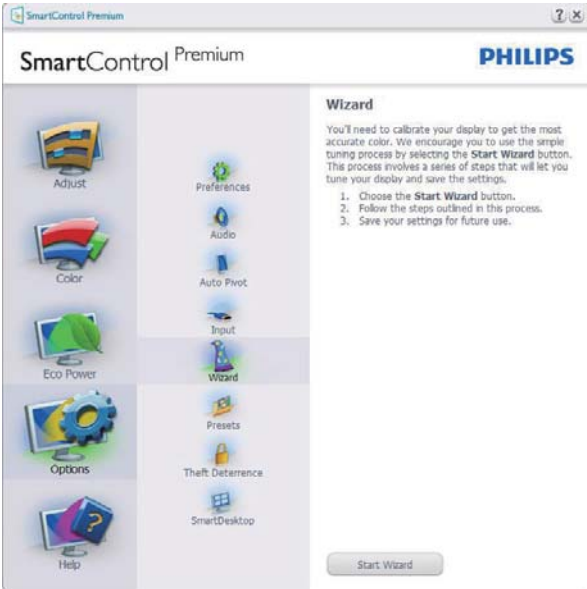 SmartControl Premium
? x
SmartControl Premium
PHILIPS
Adjust
Color
Eco Power
Options
Help
Preferences
Audio
Auto Pivot
Input
Wizard
Presets
Theft Deterrence
SmartDesktop
Wizard
You'll need to calibrate your display to get the most
accurate color. We encourage you to use the simple
tuning process by selecting the Start Wizard button.
This process involves a series of steps that will let you
tune your display and save the settings.
1. Choose the Start Wizard button.
2. Follow the steps outlined in this process.
3. Save your settings for future use.
Start Wizard